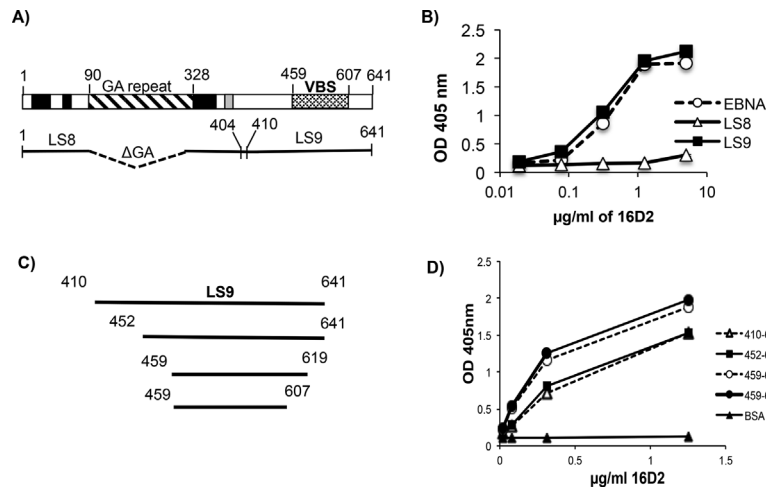 A)
1 90 328 459 607 641
GA repeat VBS
1 404 410 641
LS8 LS9
ΔGA
B)
OD 405 nm
2.5
2
1.5
1
0.5
0
0.01 0.1 1 10
µg/ml of 16D2
EBNA
LS8
LS9
C)
410 LS9 641
452 641
459 619
459 607
D)
OD 405nm
2.5
2
1.5
1
0.5
0
0 0.5 1 1.5
µg/ml 16D2
410-6
452-6
459-6
459-6
BSA